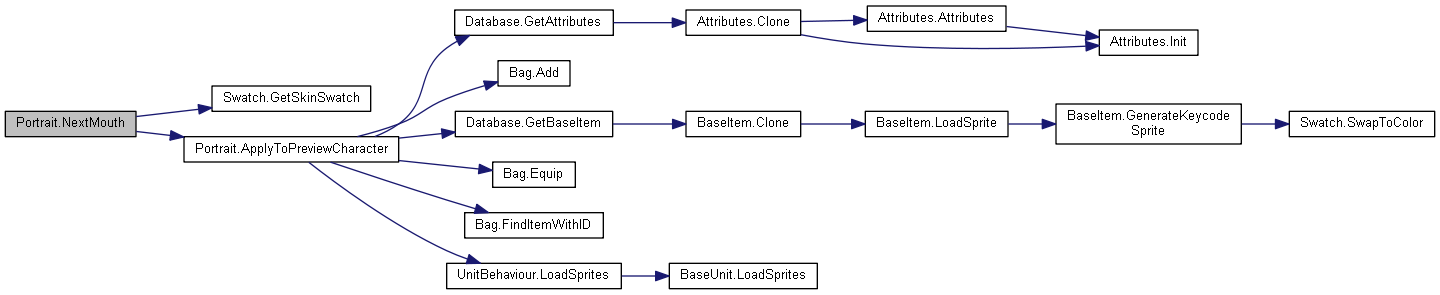 Portrait.NextMouth
Swatch.GetSkinSwatch
Portrait.ApplyToPreviewCharacter
Database.GetAttributes
Bag.Add
Database.GetBaseItem
Bag.Equip
Bag.FindItemWithID
UnitBehaviour.LoadSprites
Attributes.Clone
BaseItem.Clone
BaseUnit.LoadSprites
Attributes.Attributes
BaseItem.LoadSprite
Attributes.Init
BaseItem.GenerateKeycode
Sprite
Swatch.SwapToColor